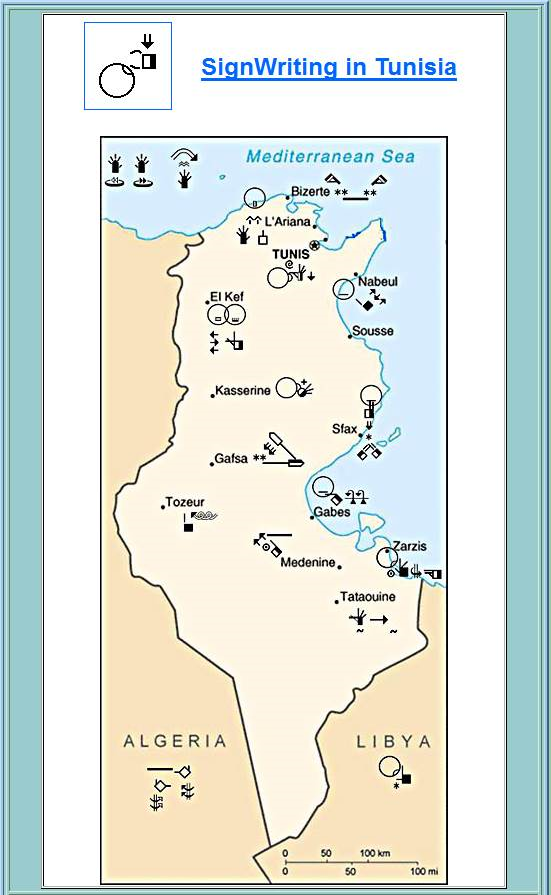 SignWriting in Tunisia
Mediterranean Sea
Bizerte
L'Ariana
TUNIS
Nabeul
El Kef
Sousse
Kasserine
Sfax
Gafsa
Tozeur
Gabes
Zarzis
Medenine
Tataouine
ALGERIA
LIBYA
0 50 100 km
0 50 100 mi